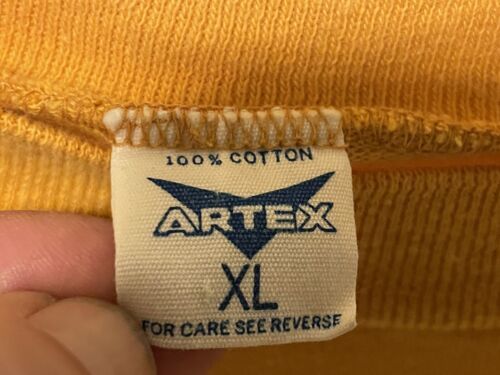 100% COTTON
ARTEX
XL
FOR CARE SEE REVERSE